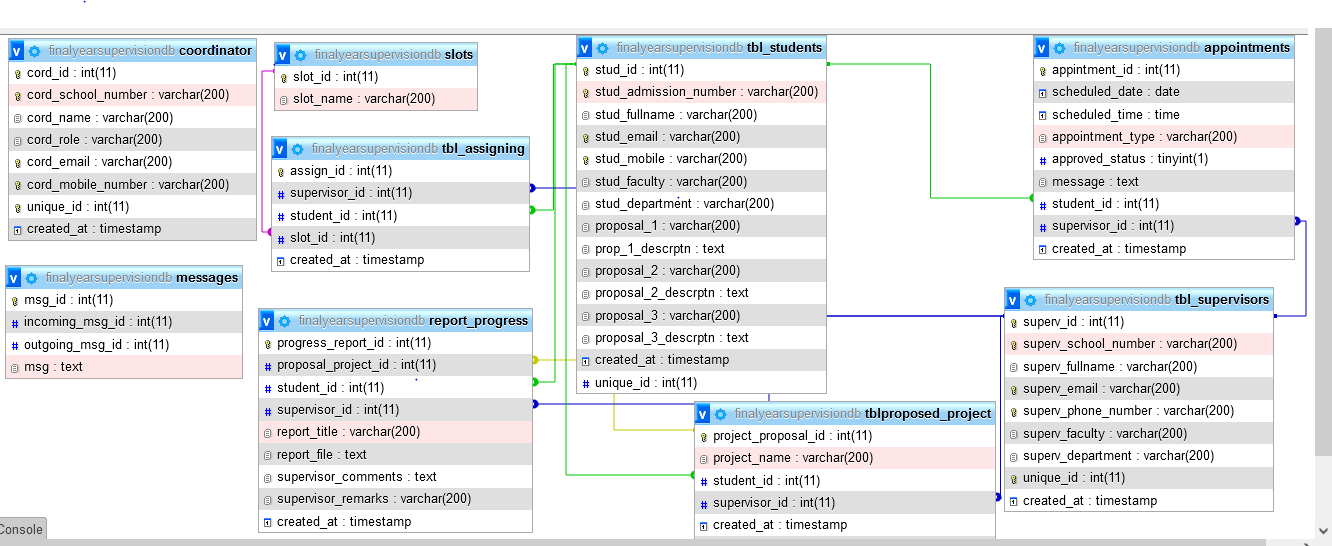 finalyearsupervisiondb coordinator
cord_id : int(11)
cord_school_number : varchar(200)
cord_name : varchar(200)
cord_role : varchar(200)
cord_email : varchar(200)
cord_mobile_number : varchar(200)
unique_id : int(11)
created_at : timestamp
finalyearsupervisiondb slots
slot_id : int(11)
slot_name : varchar(200)
finalyearsupervisiondb tbl_assigning
assign_id : int(11)
supervisor_id : int(11)
student_id : int(11)
slot_id : int(11)
created_at : timestamp
finalyearsupervisiondb tbl_students
stud_id : int(11)
stud_admission_number : varchar(200)
stud_fullname : varchar(200)
stud_email : varchar(200)
stud_mobile : varchar(200)
stud_faculty : varchar(200)
stud_department : varchar(200)
proposal_1 : varchar(200)
prop_1_descrptn : text
proposal_2 : varchar(200)
proposal_2_descrptn : text
proposal_3 : varchar(200)
proposal_3_descrptn : text
created_at : timestamp
unique_id : int(11)
finalyearsupervisiondb appointments
appintment_id : int(11)
scheduled_date : date
scheduled_time : time
appointment_type : varchar(200)
approved_status : tinyint(1)
message : text
student_id : int(11)
supervisor_id : int(11)
created_at : timestamp
finalyearsupervisiondb messages
msg_id : int(11)
incoming_msg_id : int(11)
outgoing_msg_id : int(11)
msg : text
finalyearsupervisiondb report_progress
progress_report_id : int(11)
proposal_project_id : int(11)
student_id : int(11)
supervisor_id : int(11)
report_title : varchar(200)
report_file : text
supervisor_comments : text
supervisor_remarks : varchar(200)
created_at : timestamp
finalyearsupervisiondb tblproposed_project
project_proposal_id : int(11)
project_name : varchar(200)
student_id : int(11)
supervisor_id : int(11)
created_at : timestamp
finalyearsupervisiondb tbl_supervisors
superv_id : int(11)
superv_school_number : varchar(200)
superv_fullname : varchar(200)
superv_email : varchar(200)
superv_phone_number : varchar(200)
superv_faculty : varchar(200)
superv_department : varchar(200)
unique_id : int(11)
created_at : timestamp
Console